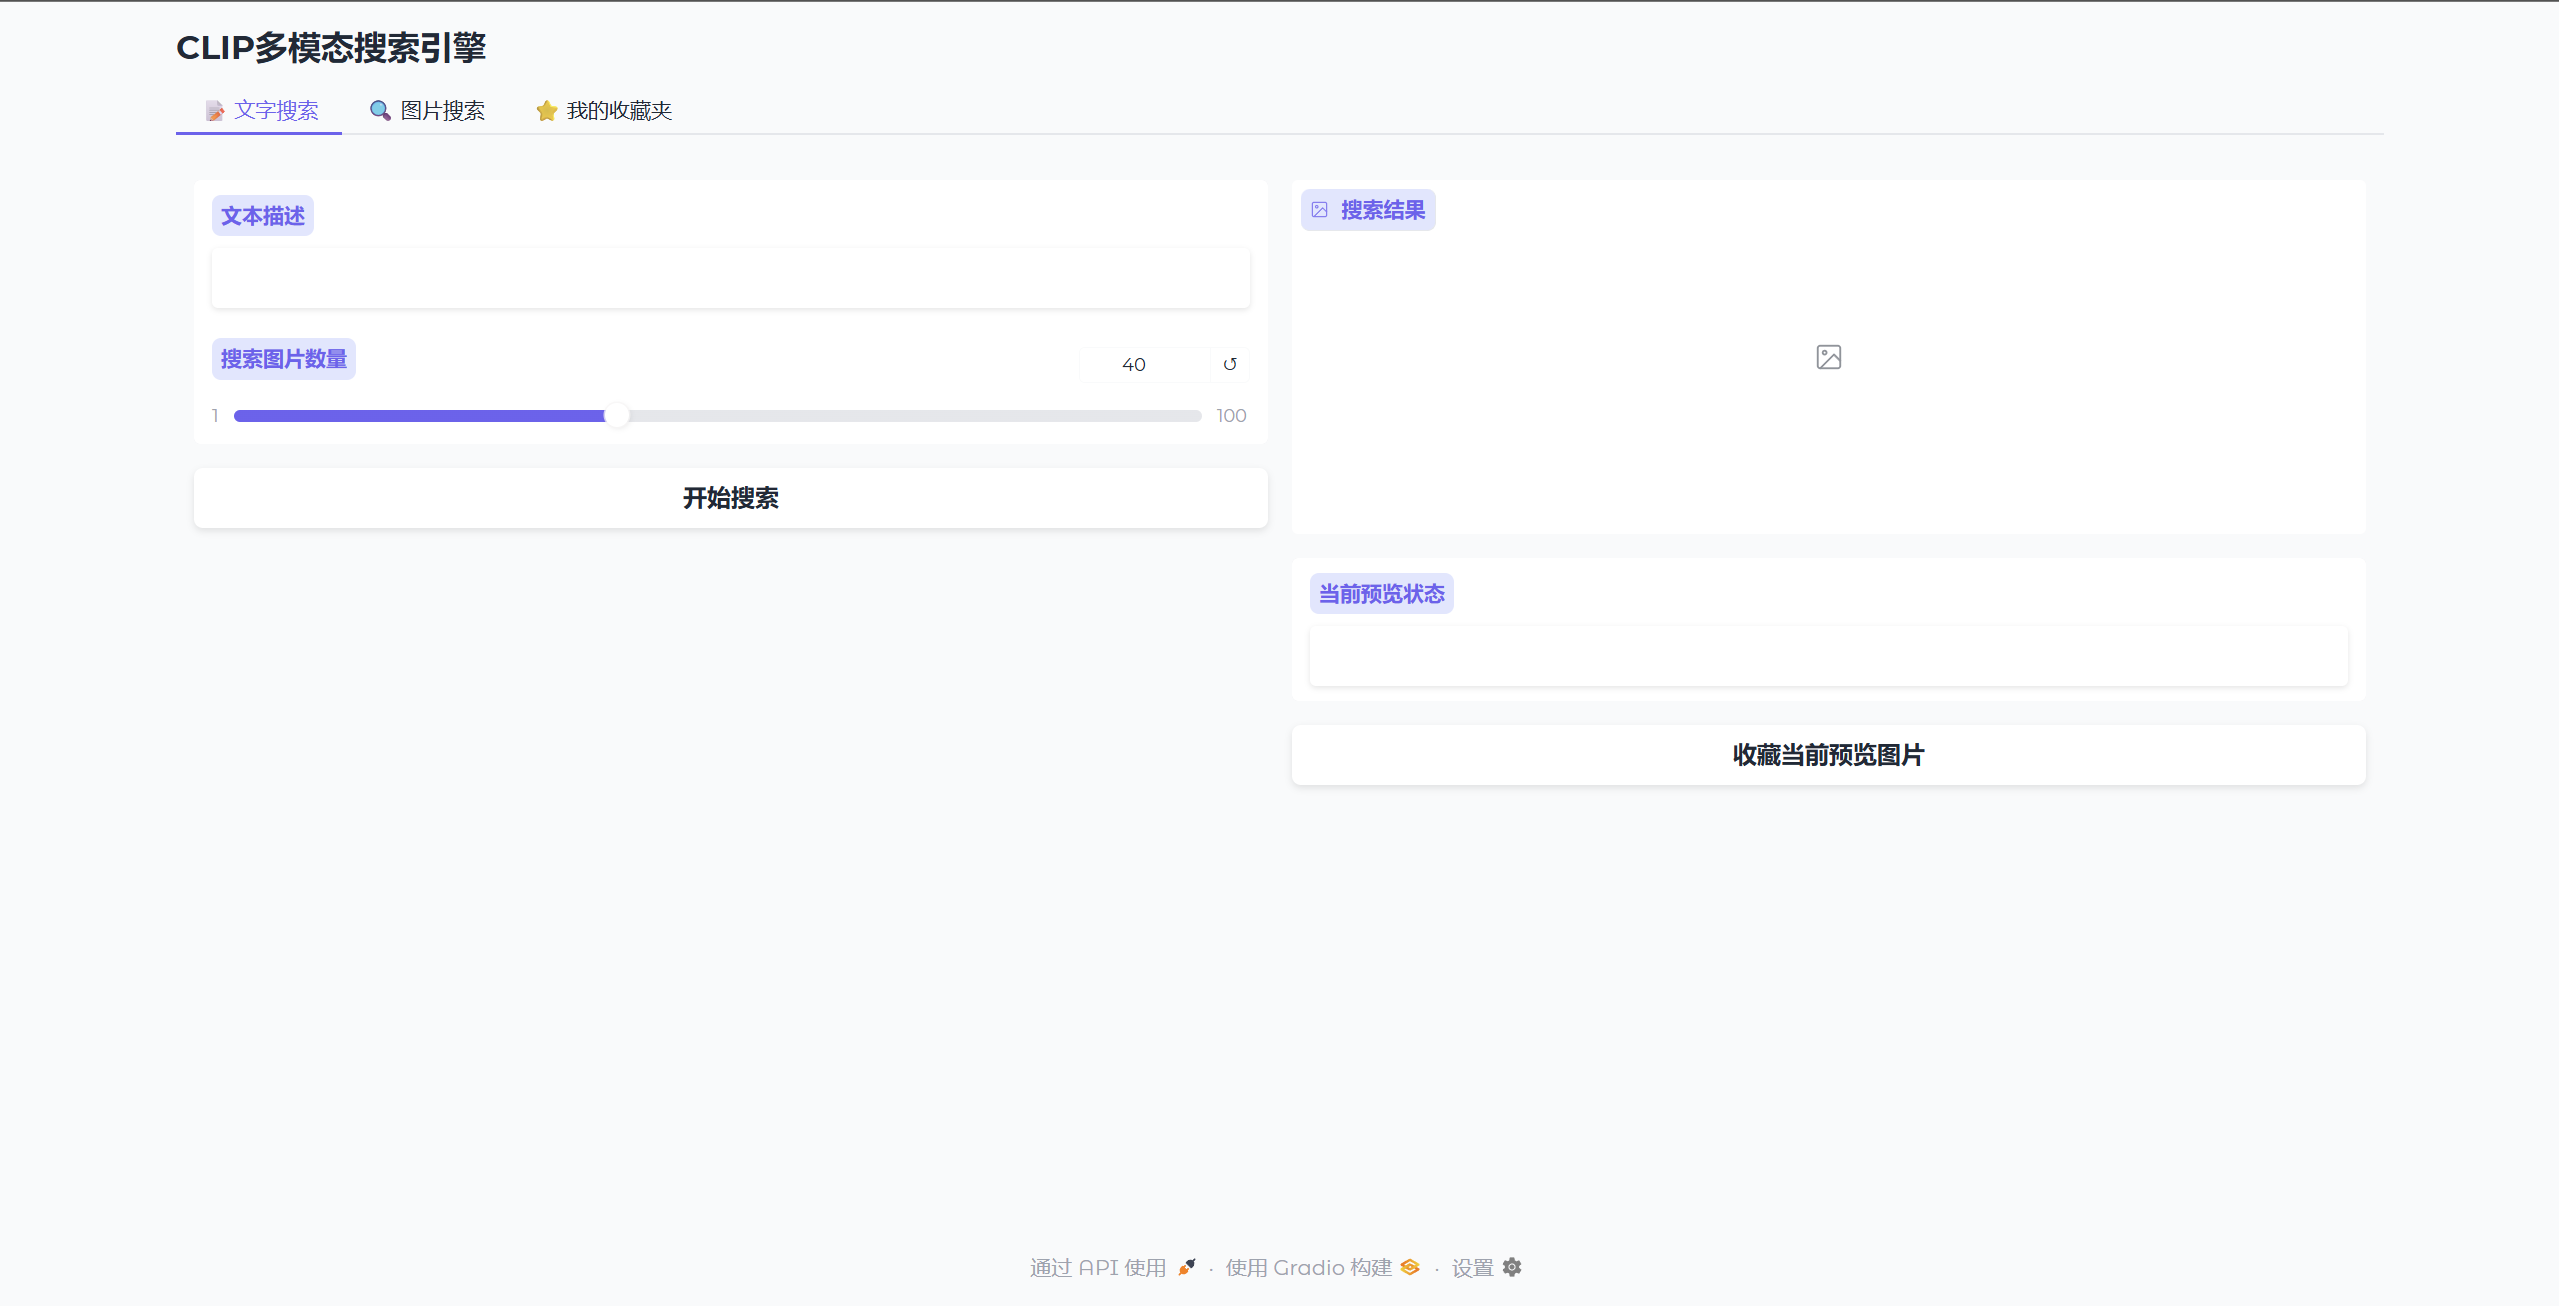 CLIP多模态搜索引擎
文字搜索 图片搜索 我的收藏夹
文本描述
搜索图片数量
40
1 100
开始搜索
搜索结果
当前预览状态
收藏当前预览图片
通过 API 使用 · 使用 Gradio 构建 · 设置